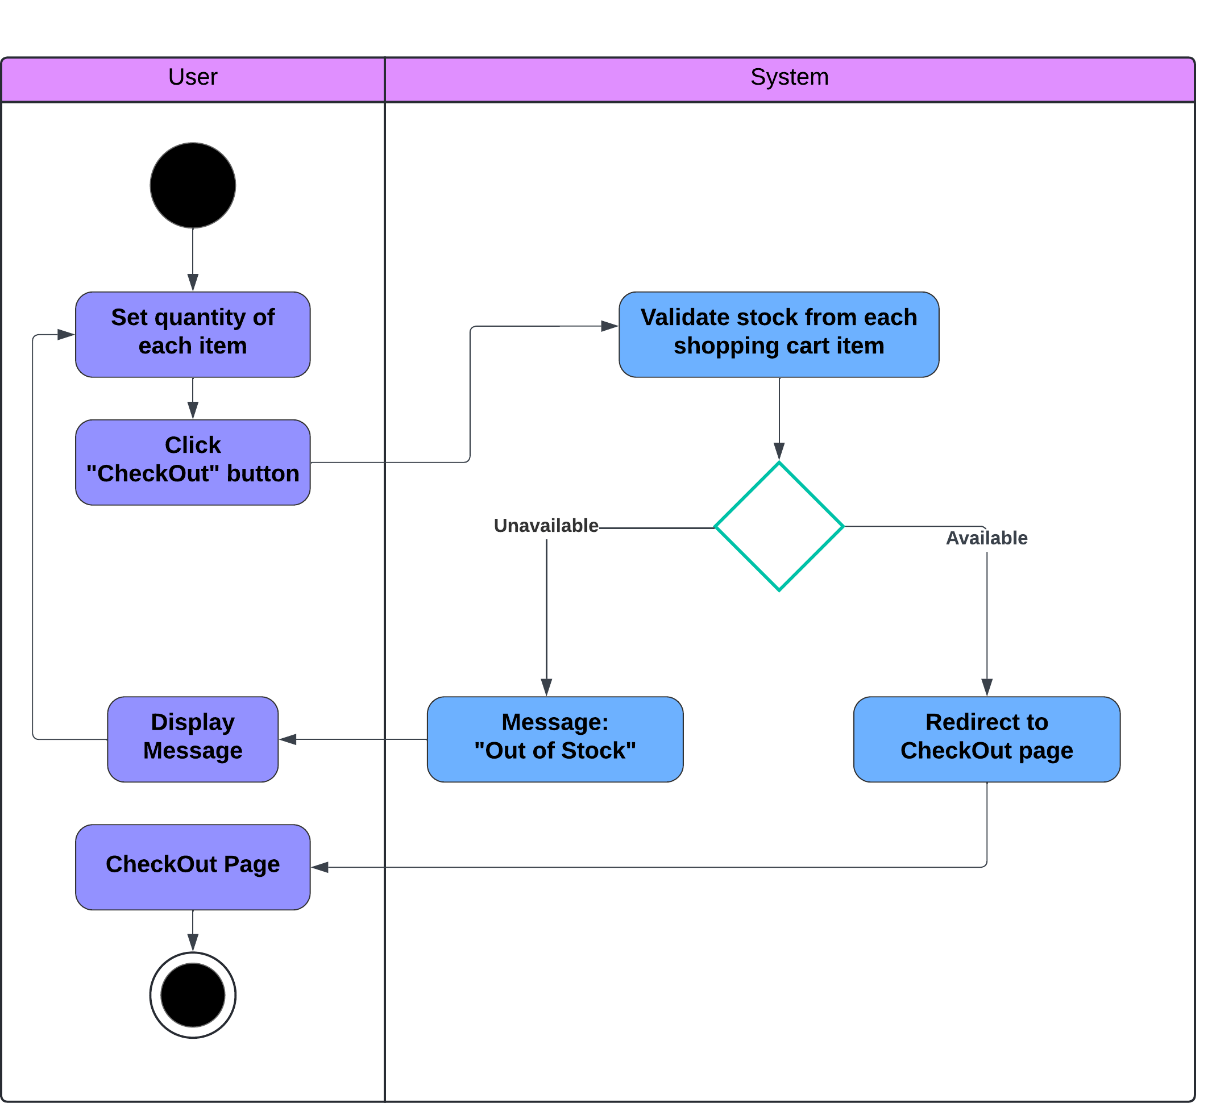 User
System
Set quantity of
each item
Validate stock from each
shopping cart item
Click
"CheckOut" button
Unavailable
Available
Display
Message
Message:
"Out of Stock"
Redirect to
CheckOut page
CheckOut Page